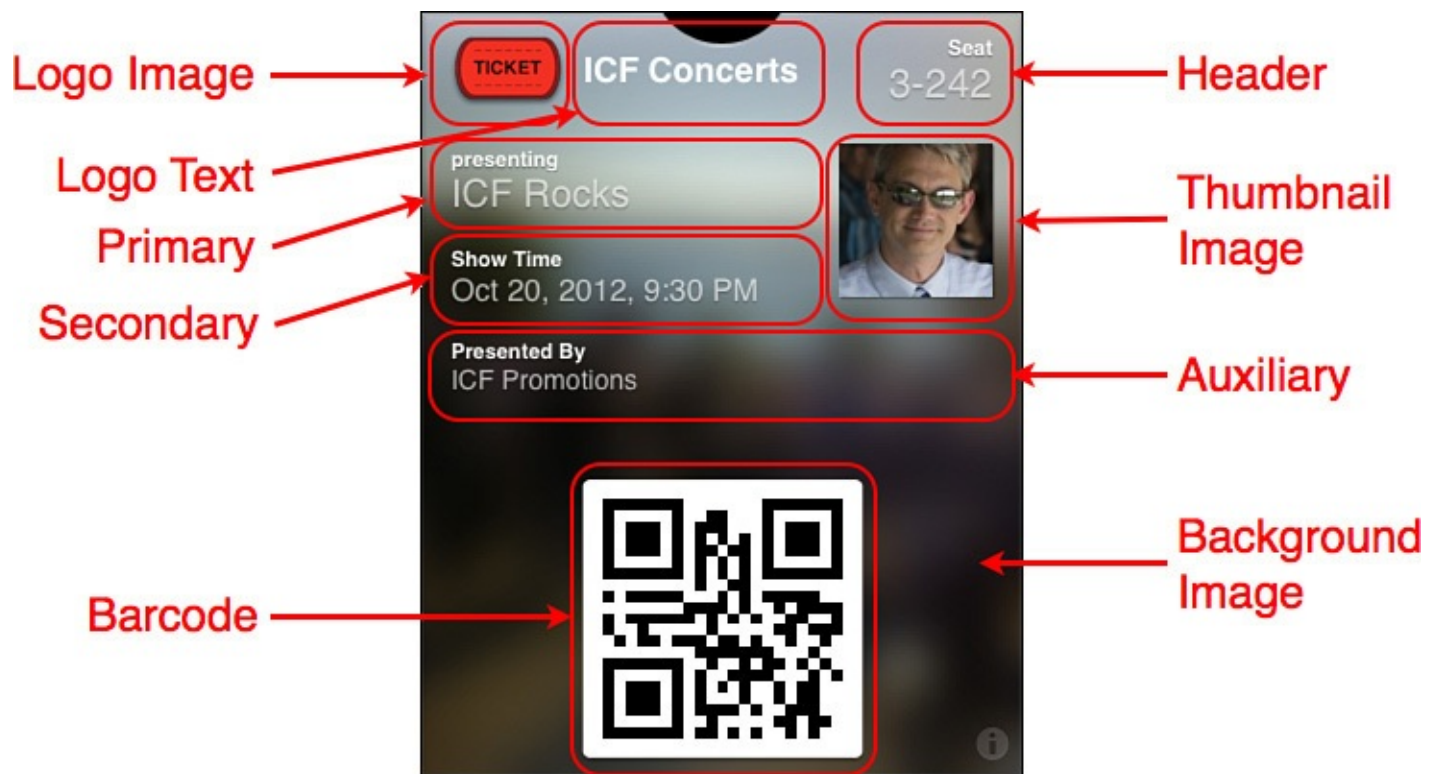 Logo Image
Logo Text
Primary
Secondary
Barcode
TICKET
ICF Concerts
Seat
3-242
presenting
ICF Rocks
Show Time
Oct 20, 2012, 9:30 PM
Presented By
ICF Promotions
i
Header
Thumbnail
Image
Auxiliary
Background
Image